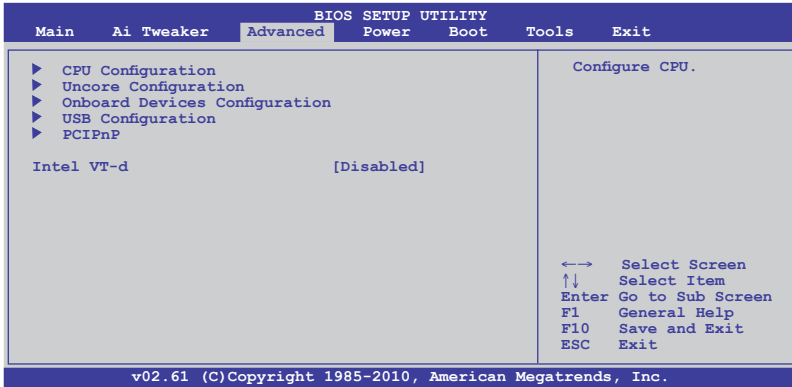 BIOS SETUP UTILITY
Main Ai Tweaker Advanced Power Boot Tools Exit
CPU Configuration
Uncore Configuration
Onboard Devices Configuration
USB Configuration
PCIPnP
Intel VT-d [Disabled]
Configure CPU.
←→ Select Screen
↑↓ Select Item
Enter Go to Sub Screen
F1 General Help
F10 Save and Exit
ESC Exit
v02.61 (C)Copyright 1985-2010, American Megatrends, Inc.